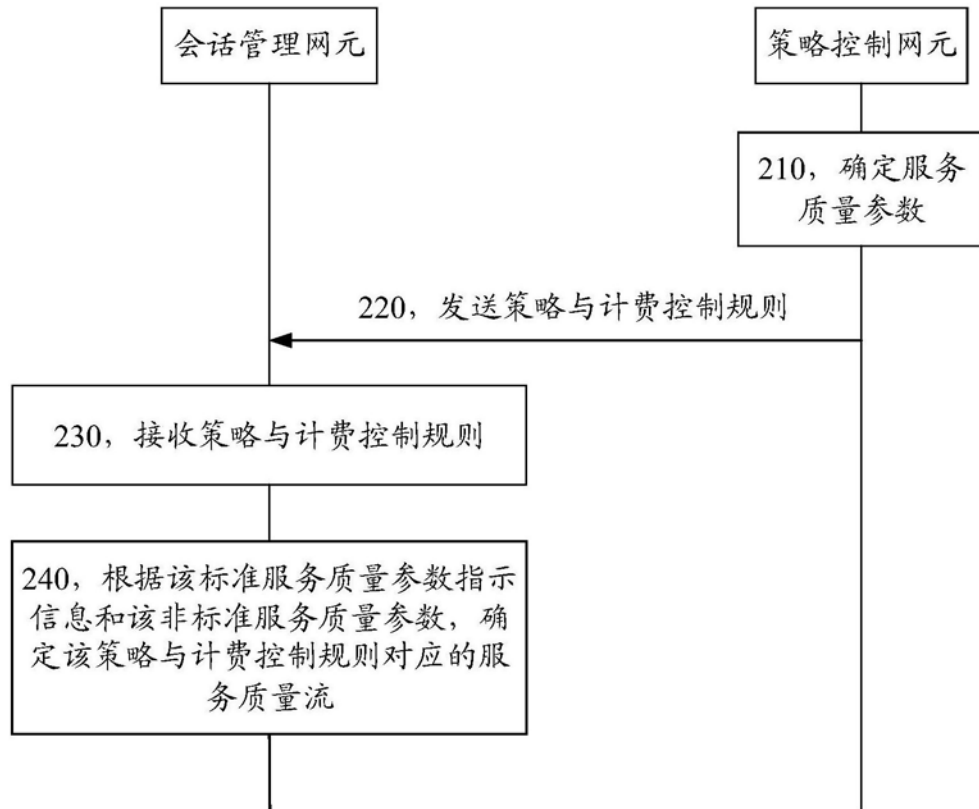 会话管理网元
策略控制网元
210，确定服务
质量参数
220，发送策略与计费控制规则
230，接收策略与计费控制规则
240，根据该标准服务质量参数指示
信息和该非标准服务质量参数，确
定该策略与计费控制规则对应的服
务质量流